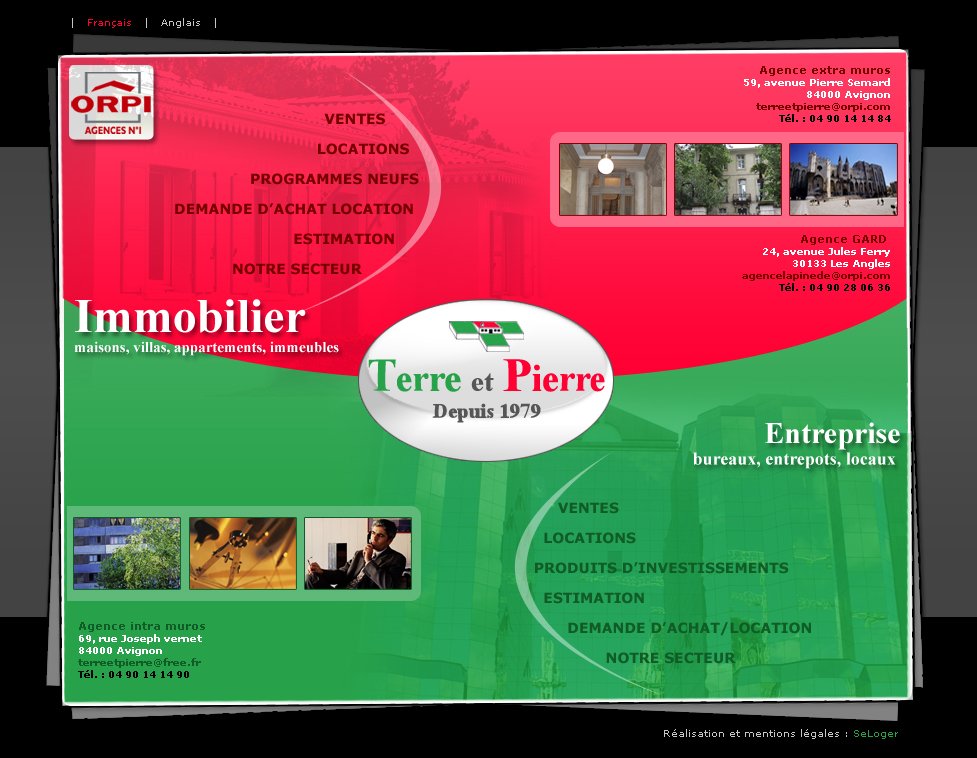 | Français | Anglais |
ORPI
AGENCES N°1
VENTES
LOCATIONS
PROGRAMMES NEUFS
DEMANDE D'ACHAT LOCATION
ESTIMATION
NOTRE SECTEUR
Agence extra muros
59, avenue Pierre Semard
84000 Avignon
terreetpierre@orpi.com
Tél. : 04 90 14 14 84
Agence GARD
24, avenue Jules Ferry
30133 Les Angles
agencelapinede@orpi.com
Tél. : 04 90 28 06 36
Immobilier
maisons, villas, appartements, immeubles
Terre et Pierre
Depuis 1979
Entreprise
bureaux, entrepots, locaux
VENTES
LOCATIONS
PRODUITS D'INVESTISSEMENTS
ESTIMATION
DEMANDE D'ACHAT/LOCATION
NOTRE SECTEUR
Agence intra muros
69, rue Joseph vernet
84000 Avignon
terreetpierre@free.fr
Tél. : 04 90 14 14 90
Réalisation et mentions légales : SeLoger